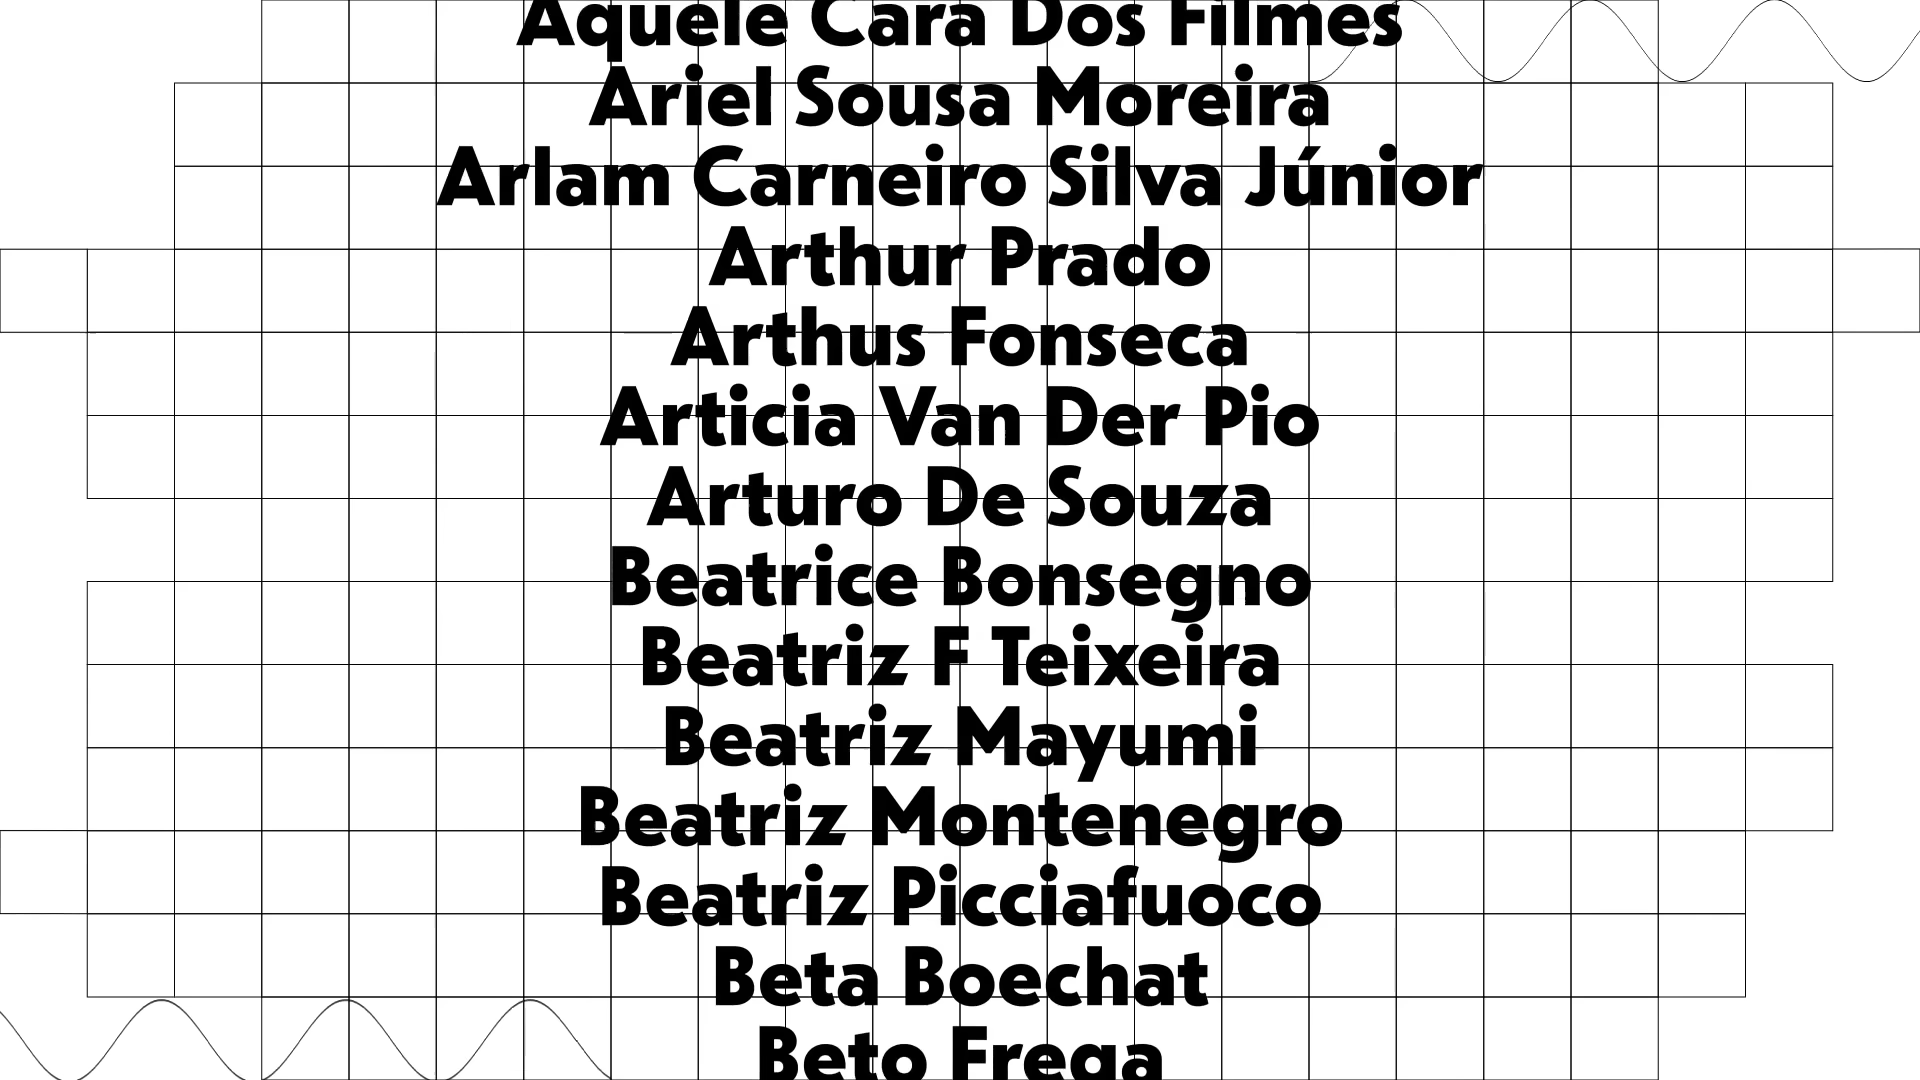 Aquele Cara Dos Filmes
Ariel Sousa Moreira
Arlam Carneiro Silva Júnior
Arthur Prado
Arthus Fonseca
Articia Van Der Pio
Arturo De Souza
Beatrice Bonsegno
Beatriz F Teixeira
Beatriz Mayumi
Beatriz Montenegro
Beatriz Picciafuoco
Beta Boechat
Beto